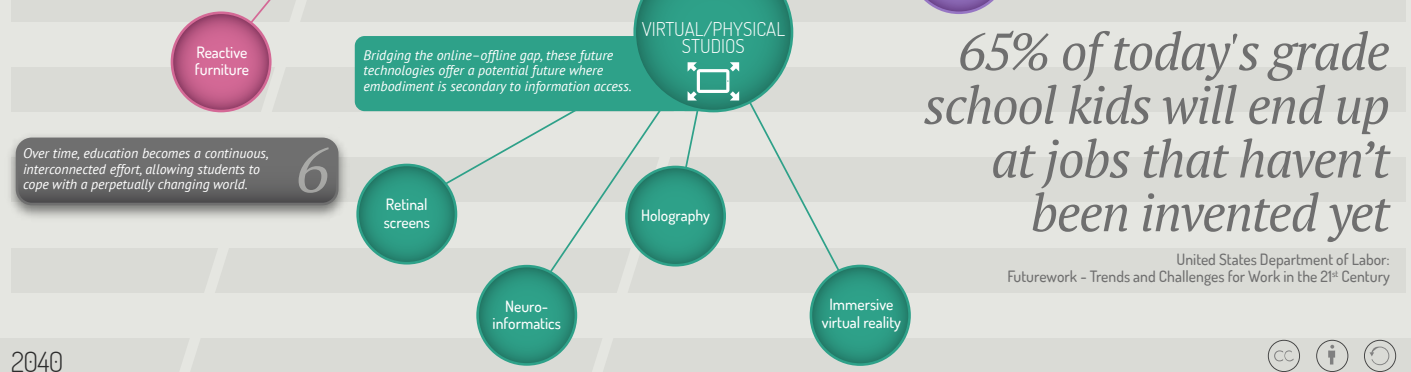 Reactive
furniture
Bridging the online–offline gap, these future
technologies offer a potential future where
embodiment is secondary to information access.
VIRTUAL/PHYSICAL
STUDIOS
65% of today's grade
school kids will end up
at jobs that haven’t
been invented yet
United States Department of Labor:
Futurework - Trends and Challenges for Work in the 21st Century
Over time, education becomes a continuous,
interconnected effort, allowing students to
cope with a perpetually changing world.
6
Retinal
screens
Holography
Neuro-
informatics
Immersive
virtual reality
2040
CC